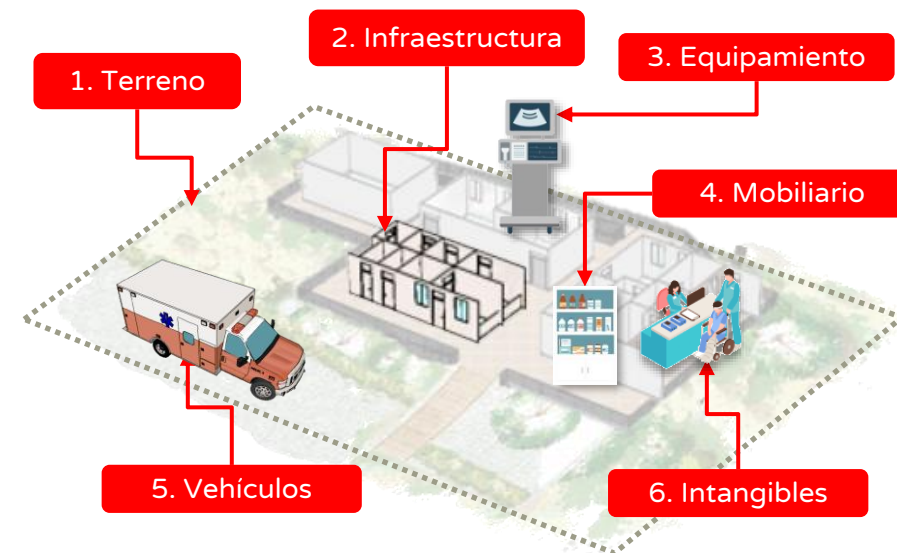 1. Terreno
2. Infraestructura
3. Equipamiento
4. Mobiliario
5. Vehículos
6. Intangibles